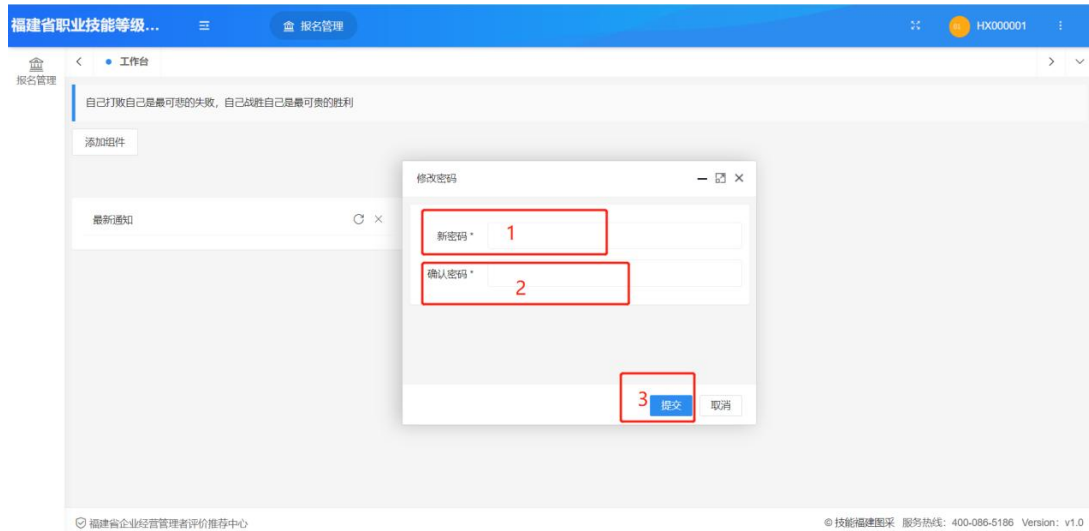 福建省职业技能等级...
报名管理
HX000001
报名管理
工作台
自己打败自己是最可悲的失败，自己战胜自己是最可贵的胜利
添加组件
修改密码
最新通知
新密码 *
1
确认密码 *
2
3
提交
取消
福建省企业经营管理者评价推荐中心
©技能福建图采 服务热线：400-086-5186 Version：v1.0